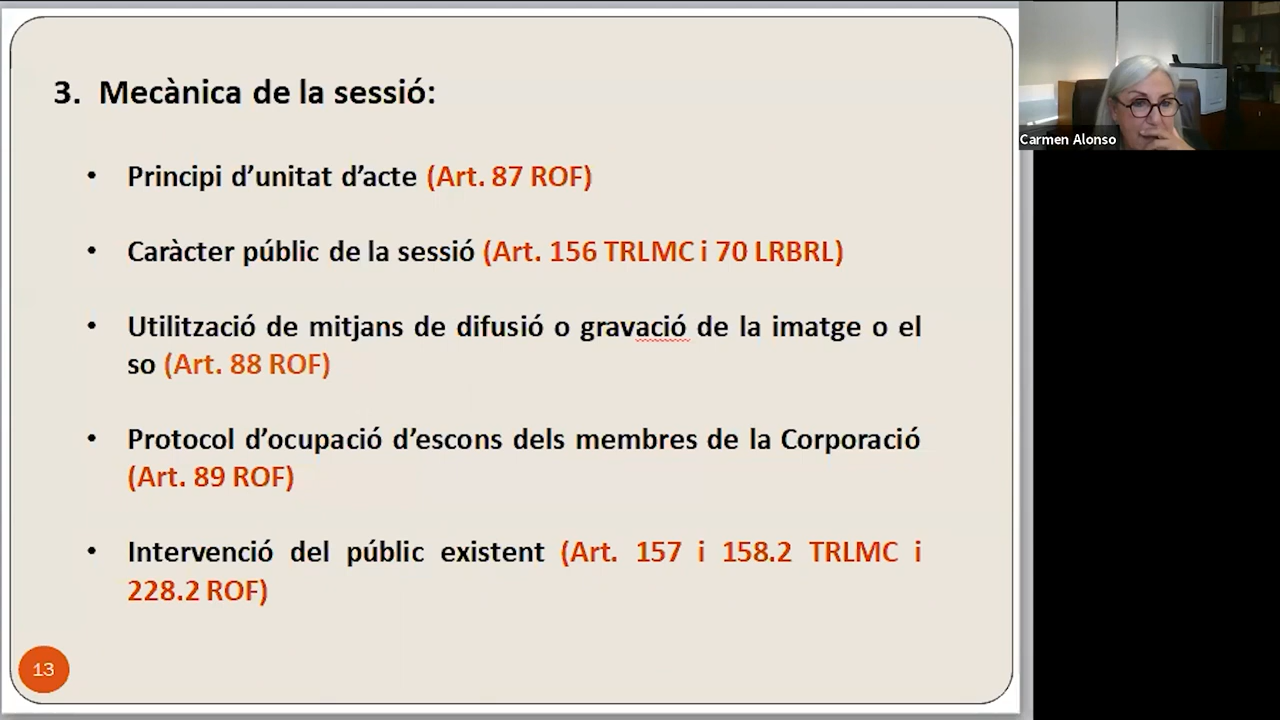 3. Mecànica de la sessió:
• Principi d’unitat d’acte (Art. 87 ROF)
• Caràcter públic de la sessió (Art. 156 TRLMC i 70 LRBRL)
• Utilització de mitjans de difusió o gravació de la imatge o el
so (Art. 88 ROF)
• Protocol d’ocupació d’escons dels membres de la Corporació
(Art. 89 ROF)
• Intervenció del públic existent (Art. 157 i 158.2 TRLMC i
228.2 ROF)
13
Carmen Alonso